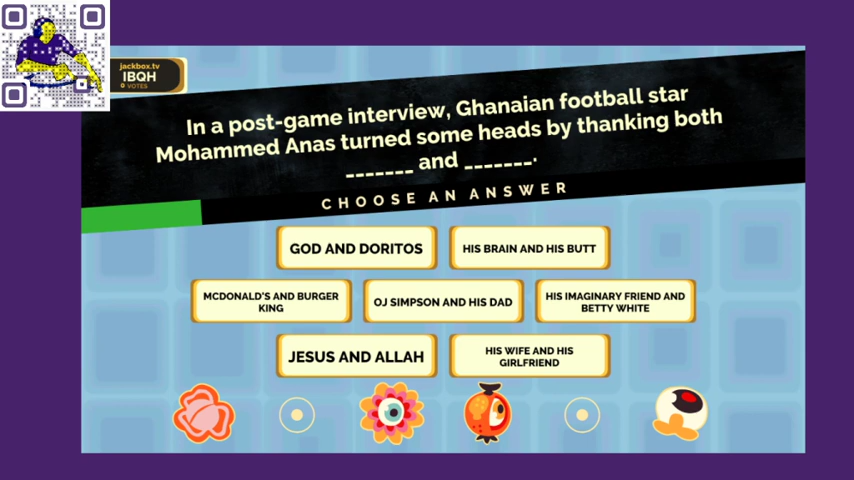 jackbox.tv
IBQH
0 VOTES
In a post-game interview, Ghanaian football star
Mohammed Anas turned some heads by thanking both
_______ and _______.
CHOOSE AN ANSWER
GOD AND DORITOS
HIS BRAIN AND HIS BUTT
MCDONALD'S AND BURGER
KING
OJ SIMPSON AND HIS DAD
HIS IMAGINARY FRIEND AND
BETTY WHITE
JESUS AND ALLAH
HIS WIFE AND HIS
GIRLFRIEND